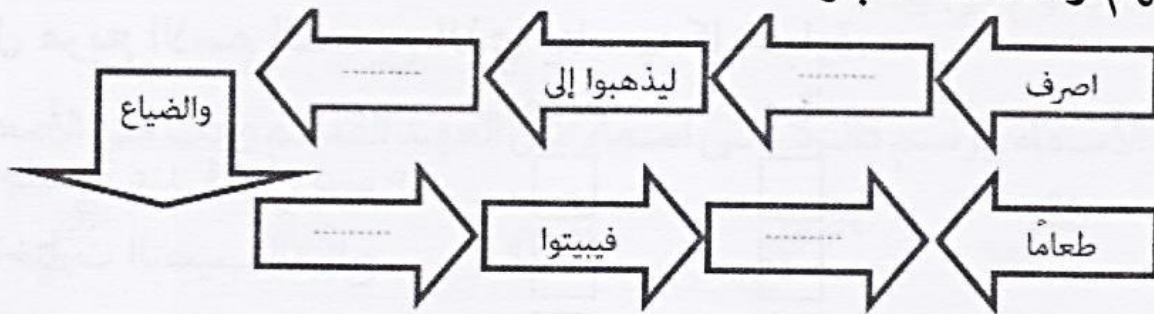 اصرف ........ ليذهبوا إلى ........ والضياع
........ فيبيتوا ........ طعامًا